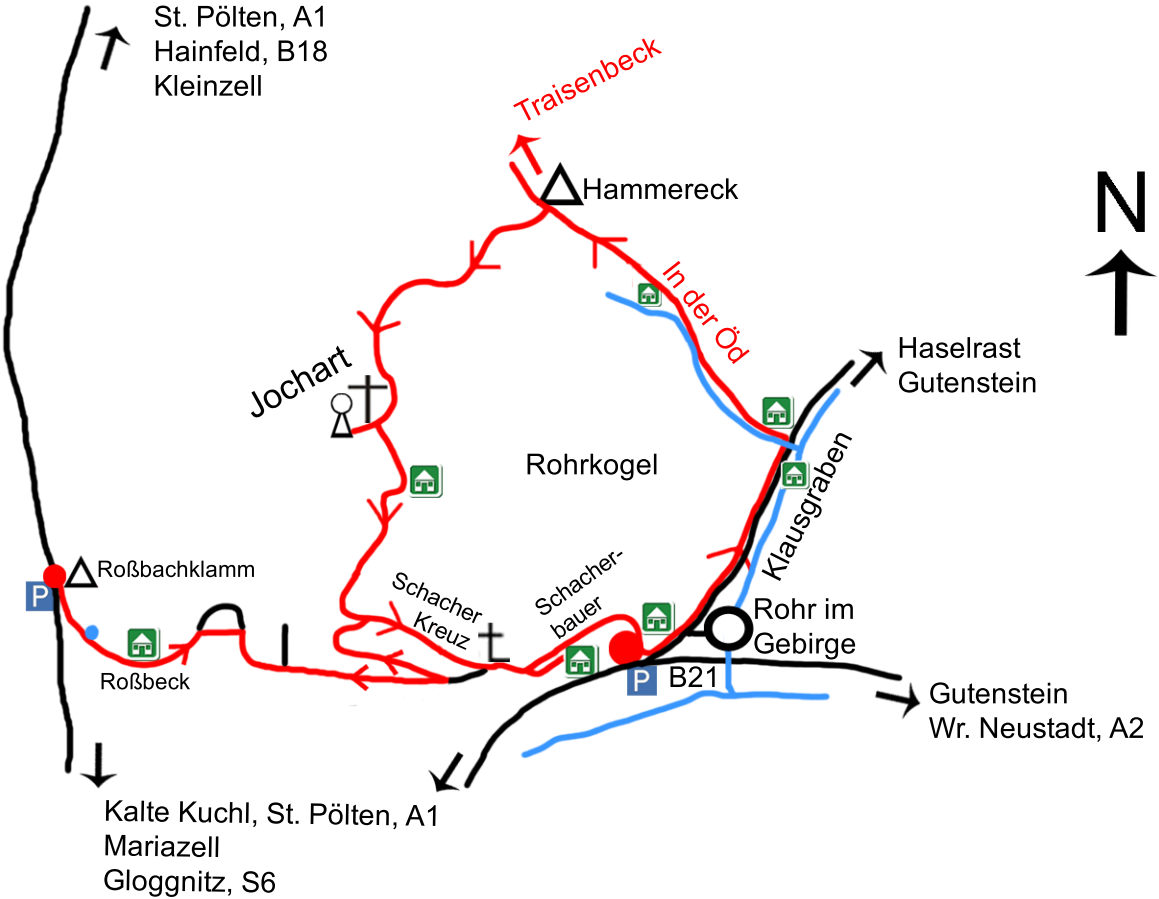 St. Pölten, A1
Hainfeld, B18
Kleinzell
Traisenbeck
Hammereck
N
In der Öd
Haselrast
Gutenstein
Jochart
Rohrkogel
Klausgraben
Roßbachklamm
P
Roßbeck
Schacher
Kreuz
Schacher-
bauer
Rohr im
Gebirge
P
B21
Gutenstein
Wr. Neustadt, A2
Kalte Kuchl, St. Pölten, A1
Mariazell
Gloggnitz, S6